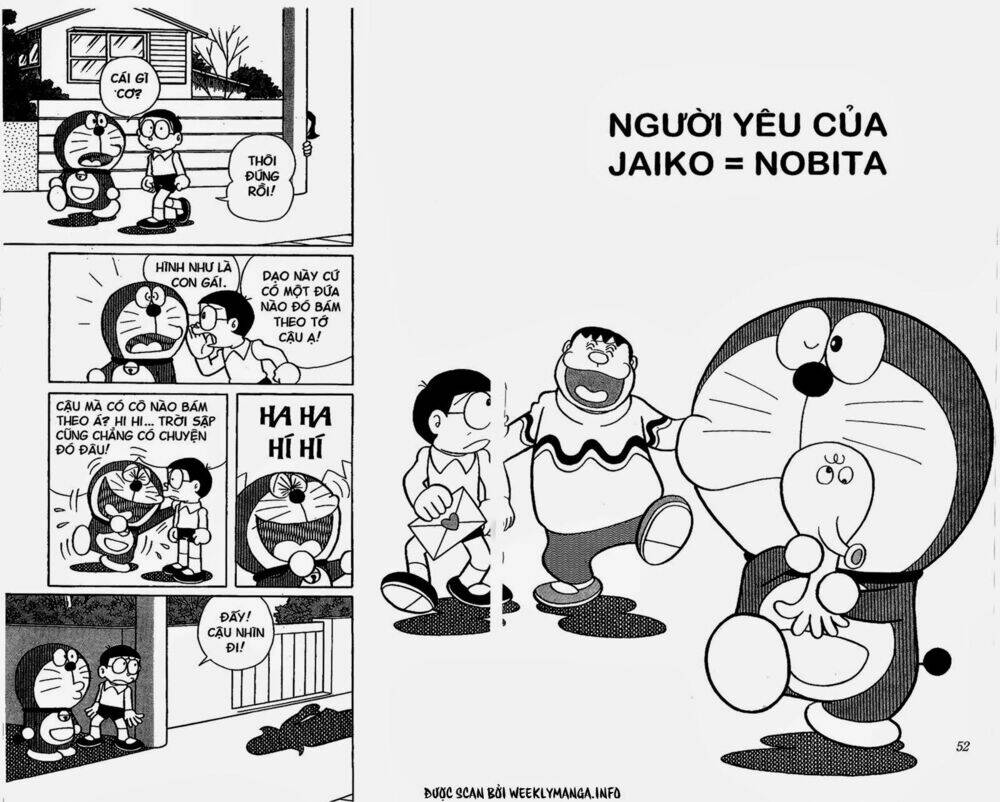 NGƯỜI YÊU CỦA
JAIKO = NOBITA
52
CÁI GÌ
CƠ?
THÔI
ĐÚNG
RỒI!
HÌNH NHƯ LÀ
CON GÁI.
DẠO NÀY CỨ
CÓ MỘT ĐỨA
NÀO ĐÓ BÁM
THEO TỚ
CẬU Ạ!
CẬU MÀ CÓ CÔ NÀO BÁM
THEO Á? HI HI... TRỜI SẬP
CŨNG CHẲNG CÓ CHUYỆN
ĐÓ ĐÂU!
HA HA
HÍ HÍ
ĐẤY!
CẬU NHÌN
ĐI!
ĐƯỢC SCAN BỞI WEEKLYMANGA.INFO